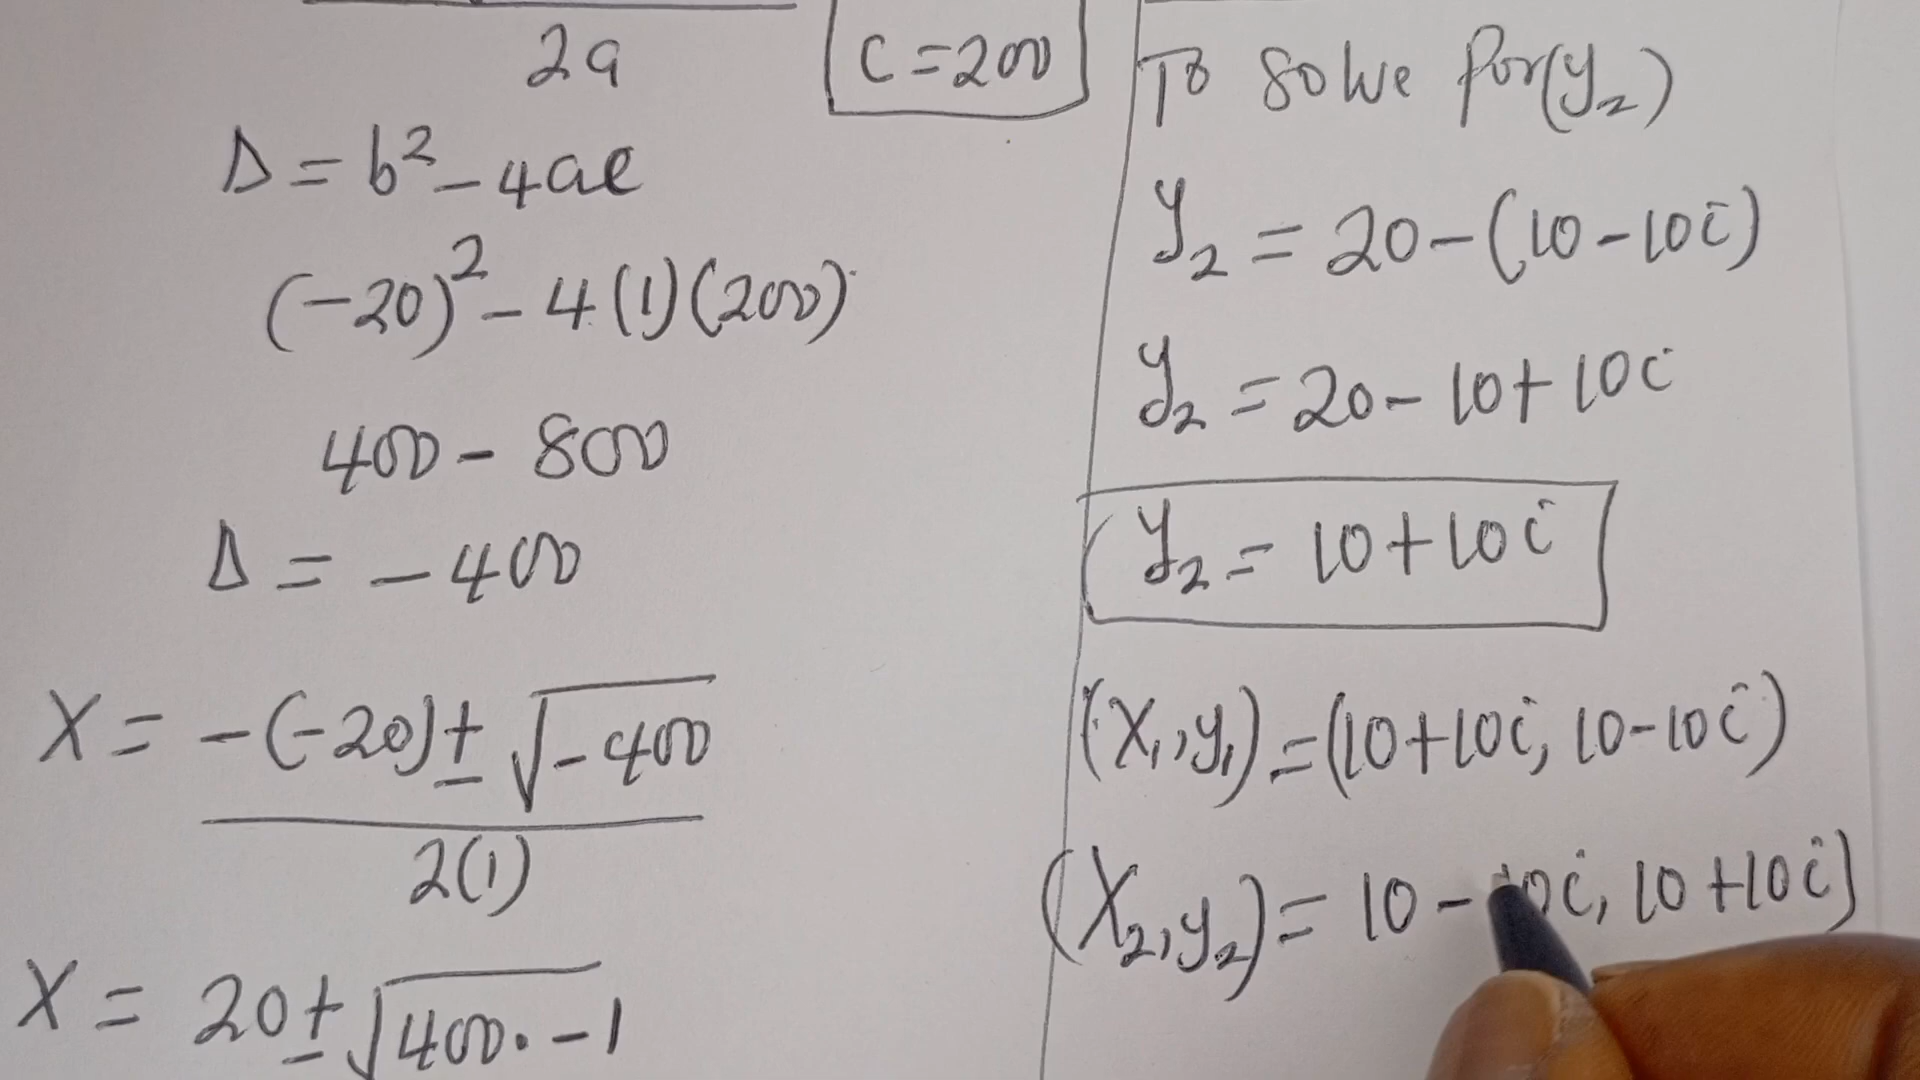 2a
C = 200
Δ = b² - 4ac
(-20)² - 4(1)(200)
400 - 800
Δ = -400
X = -(-20) ± √-400
2(1)
X = 20 ± √400 · -1
To solve for (y₂)
y₂ = 20 - (10 - 10i)
y₂ = 20 - 10 + 10i
y₂ = 10 + 10i
(X₁, y₁) = (10 + 10i, 10 - 10i)
(X₂, y₂) = 10 - 10i, 10 + 10i)